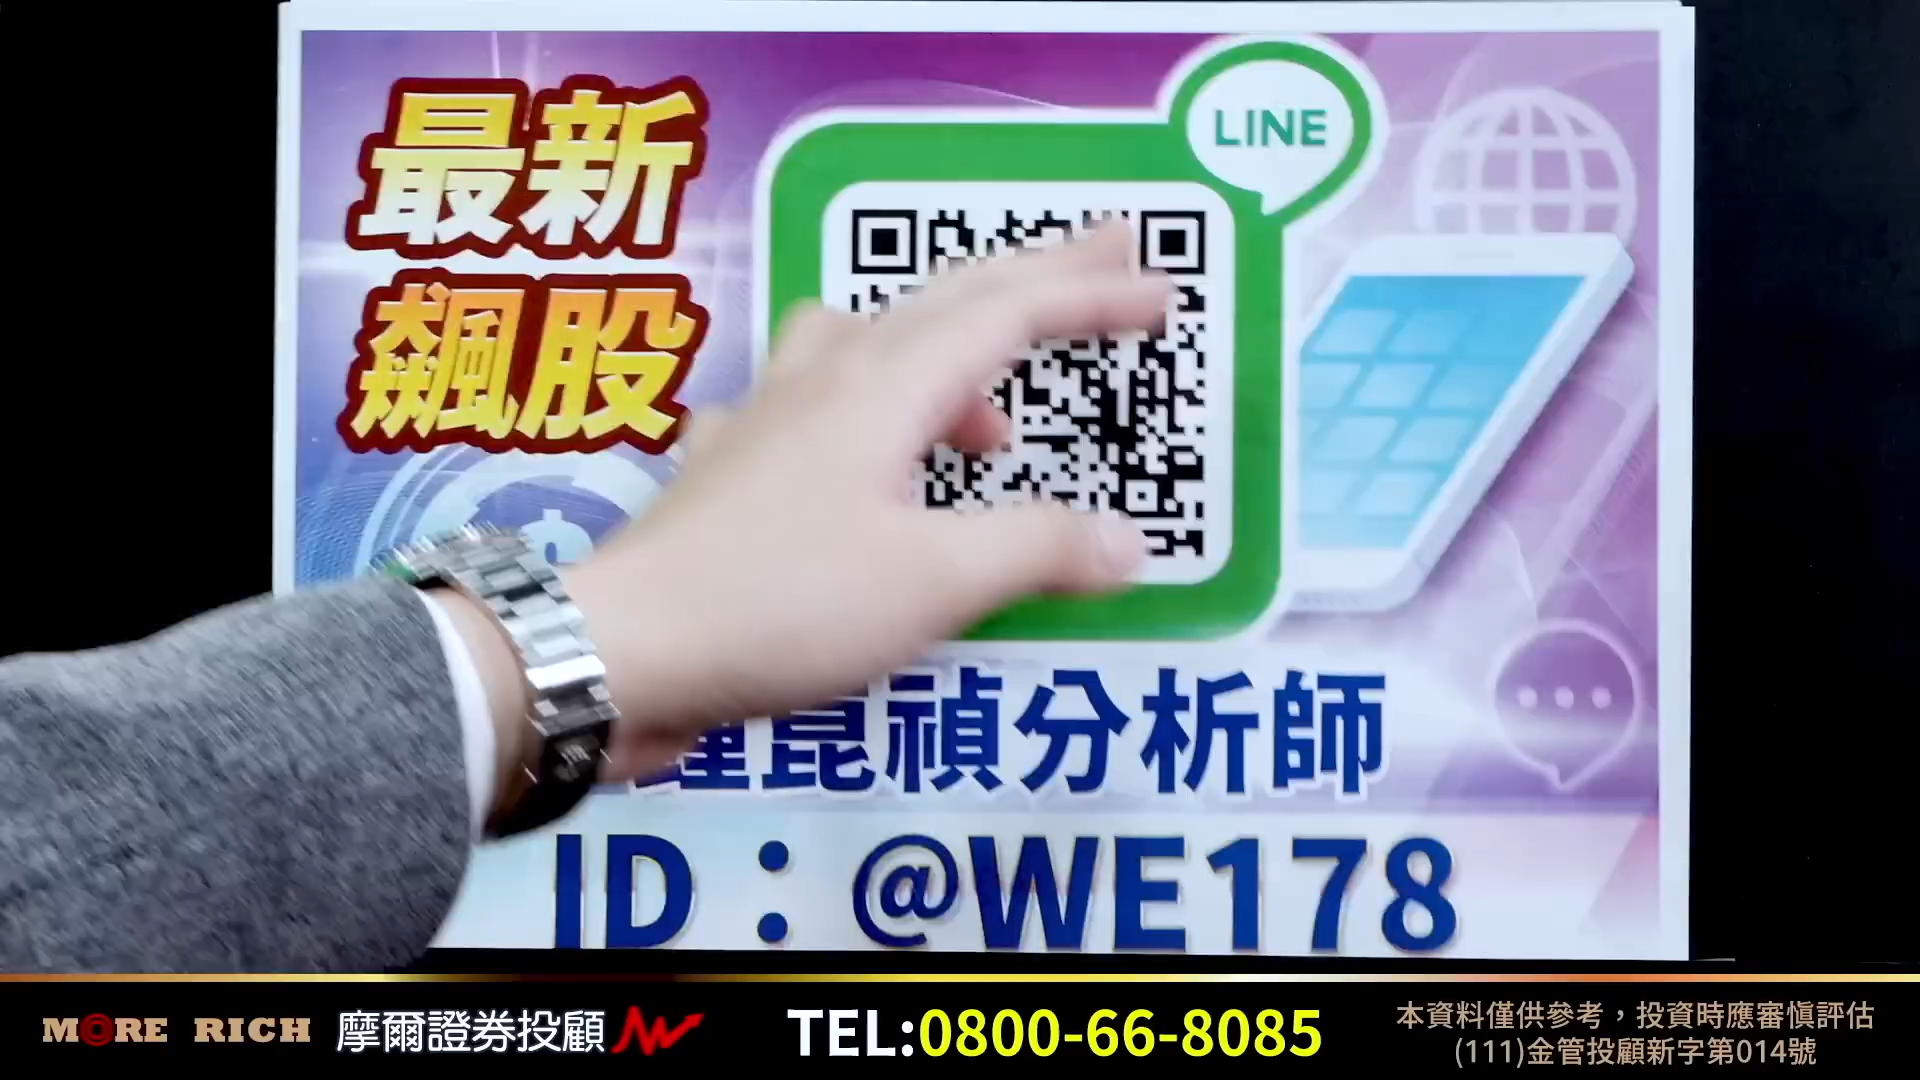 最新
飆股
LINE
崑禎分析師
ID：@WE178
MORE RICH 摩爾證券投顧
TEL:0800-66-8085
本資料僅供參考，投資時應審慎評估
(111)金管投顧新字第014號